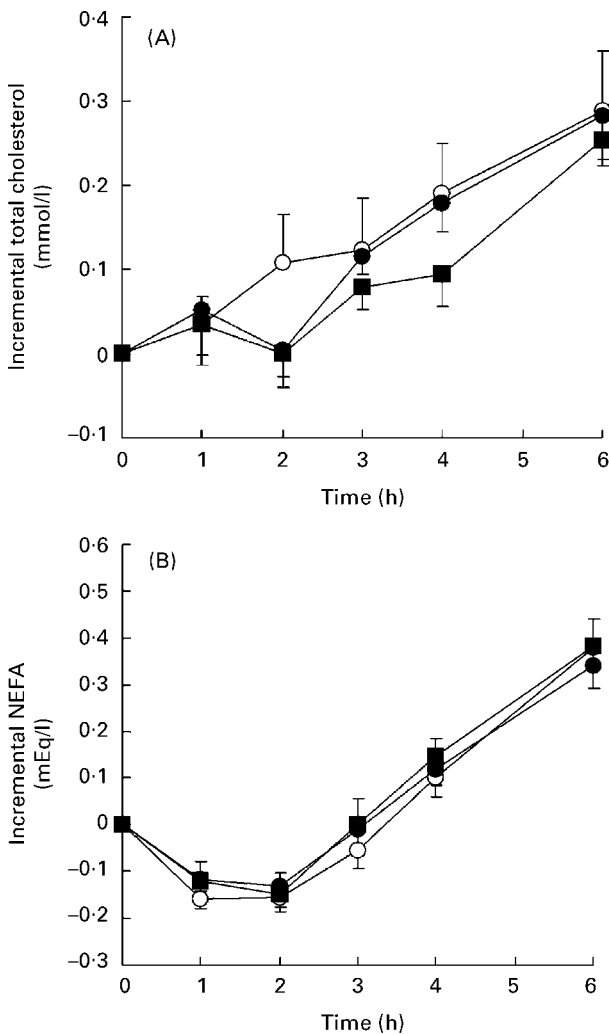 (A)
Incremental total cholesterol
(mmol/l)
0·4
0·3
0·2
0·1
0
–0·1
0 1 2 3 4 5 6
Time (h)
(B)
Incremental NEFA
(mEq/l)
0·6
0·5
0·4
0·3
0·2
0·1
0
–0·1
–0·2
–0·3
0 1 2 3 4 5 6
Time (h)